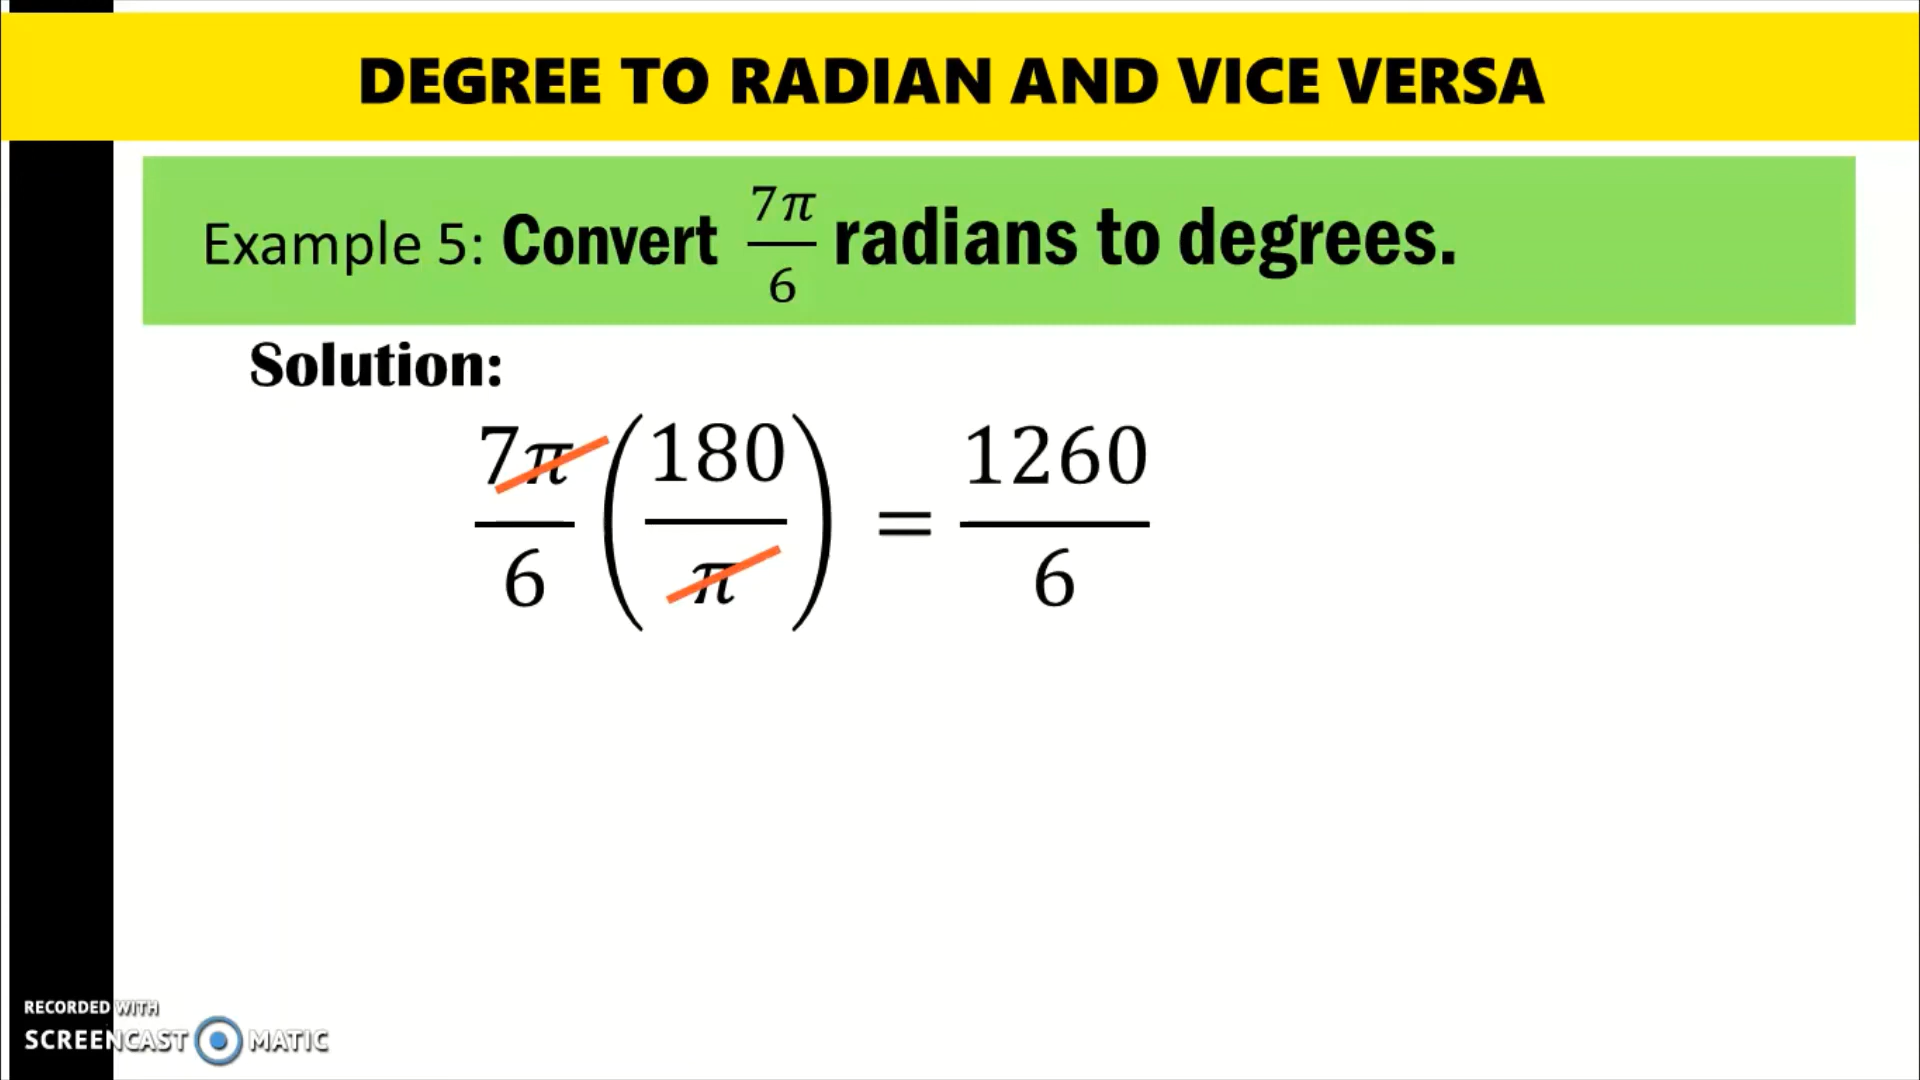 DEGREE TO RADIAN AND VICE VERSA
Example 5: Convert 7π/6 radians to degrees.
Solution:
7π/6 (180/π) = 1260/6
RECORDED WITH
SCREENCAST MATIC